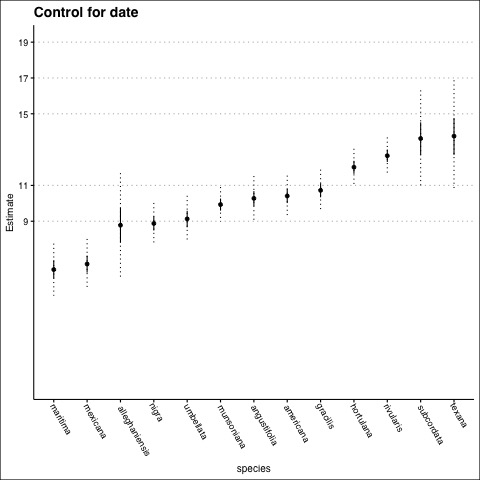 Control for date
19
17
15
11
9
Estimate
maritima
mexicana
alleghaniensis
nigra
umbellata
munsoniana
angustifolia
americana
gracilis
hortulana
rivularis
subcordata
texana
species